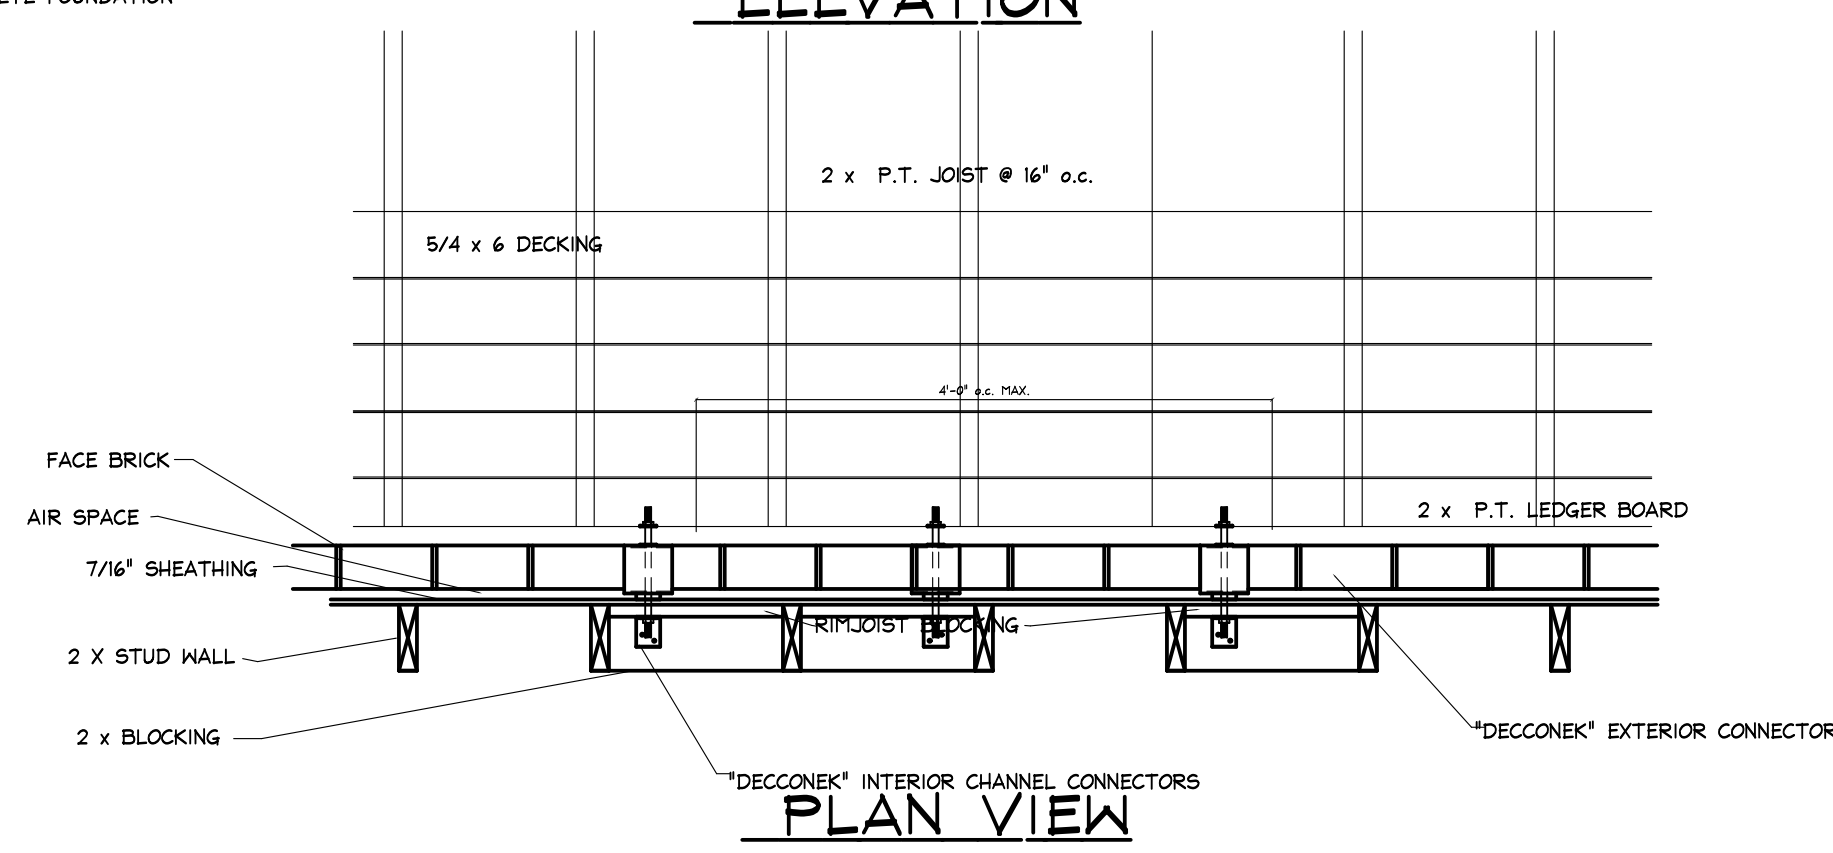 FOUNDATION
ELEVATION
2 x P.T. JOIST @ 16" o.c.
5/4 x 6 DECKING
4'-0" o.c. MAX.
FACE BRICK
2 x P.T. LEDGER BOARD
AIR SPACE
7/16" SHEATHING
RIMJOIST BLOCKING
2 X STUD WALL
2 x BLOCKING
"DECCONEK" EXTERIOR CONNECTOR
"DECCONEK" INTERIOR CHANNEL CONNECTORS
PLAN VIEW